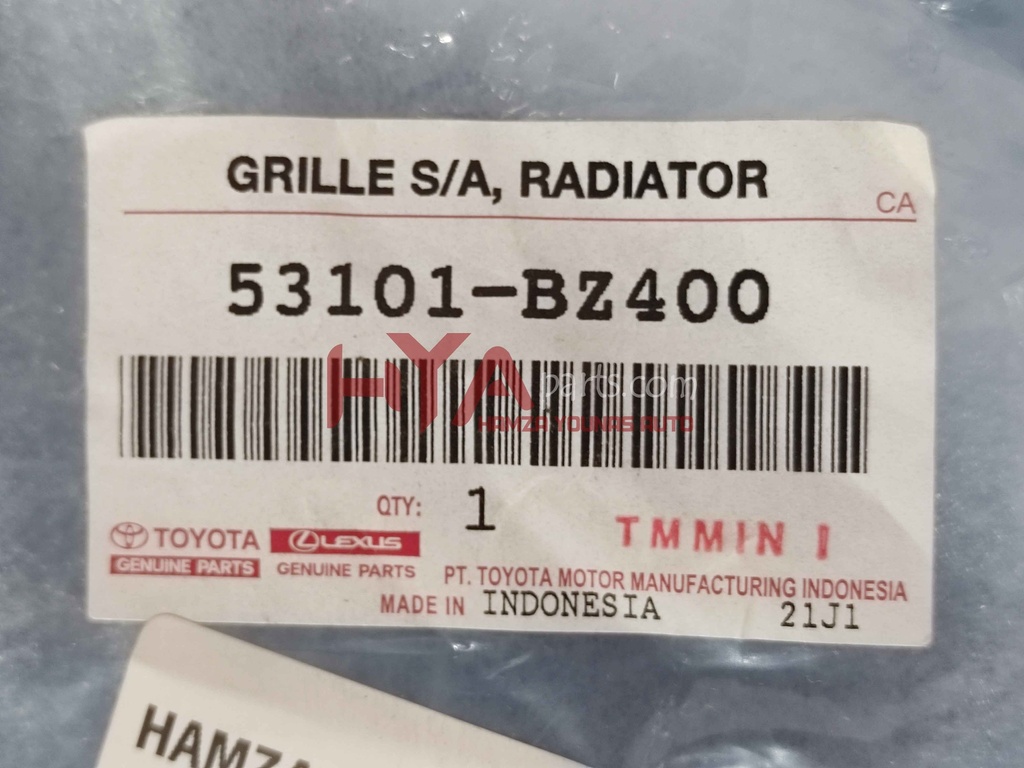 GRILLE S/A, RADIATOR
CA
53101-BZ400
HYA parts.com
HAMZA YOUNAS AUTO
QTY: 1
TMMIN I
TOYOTA LEXUS
GENUINE PARTS GENUINE PARTS
PT. TOYOTA MOTOR MANUFACTURING INDONESIA
MADE IN INDONESIA 21J1
HAMZA